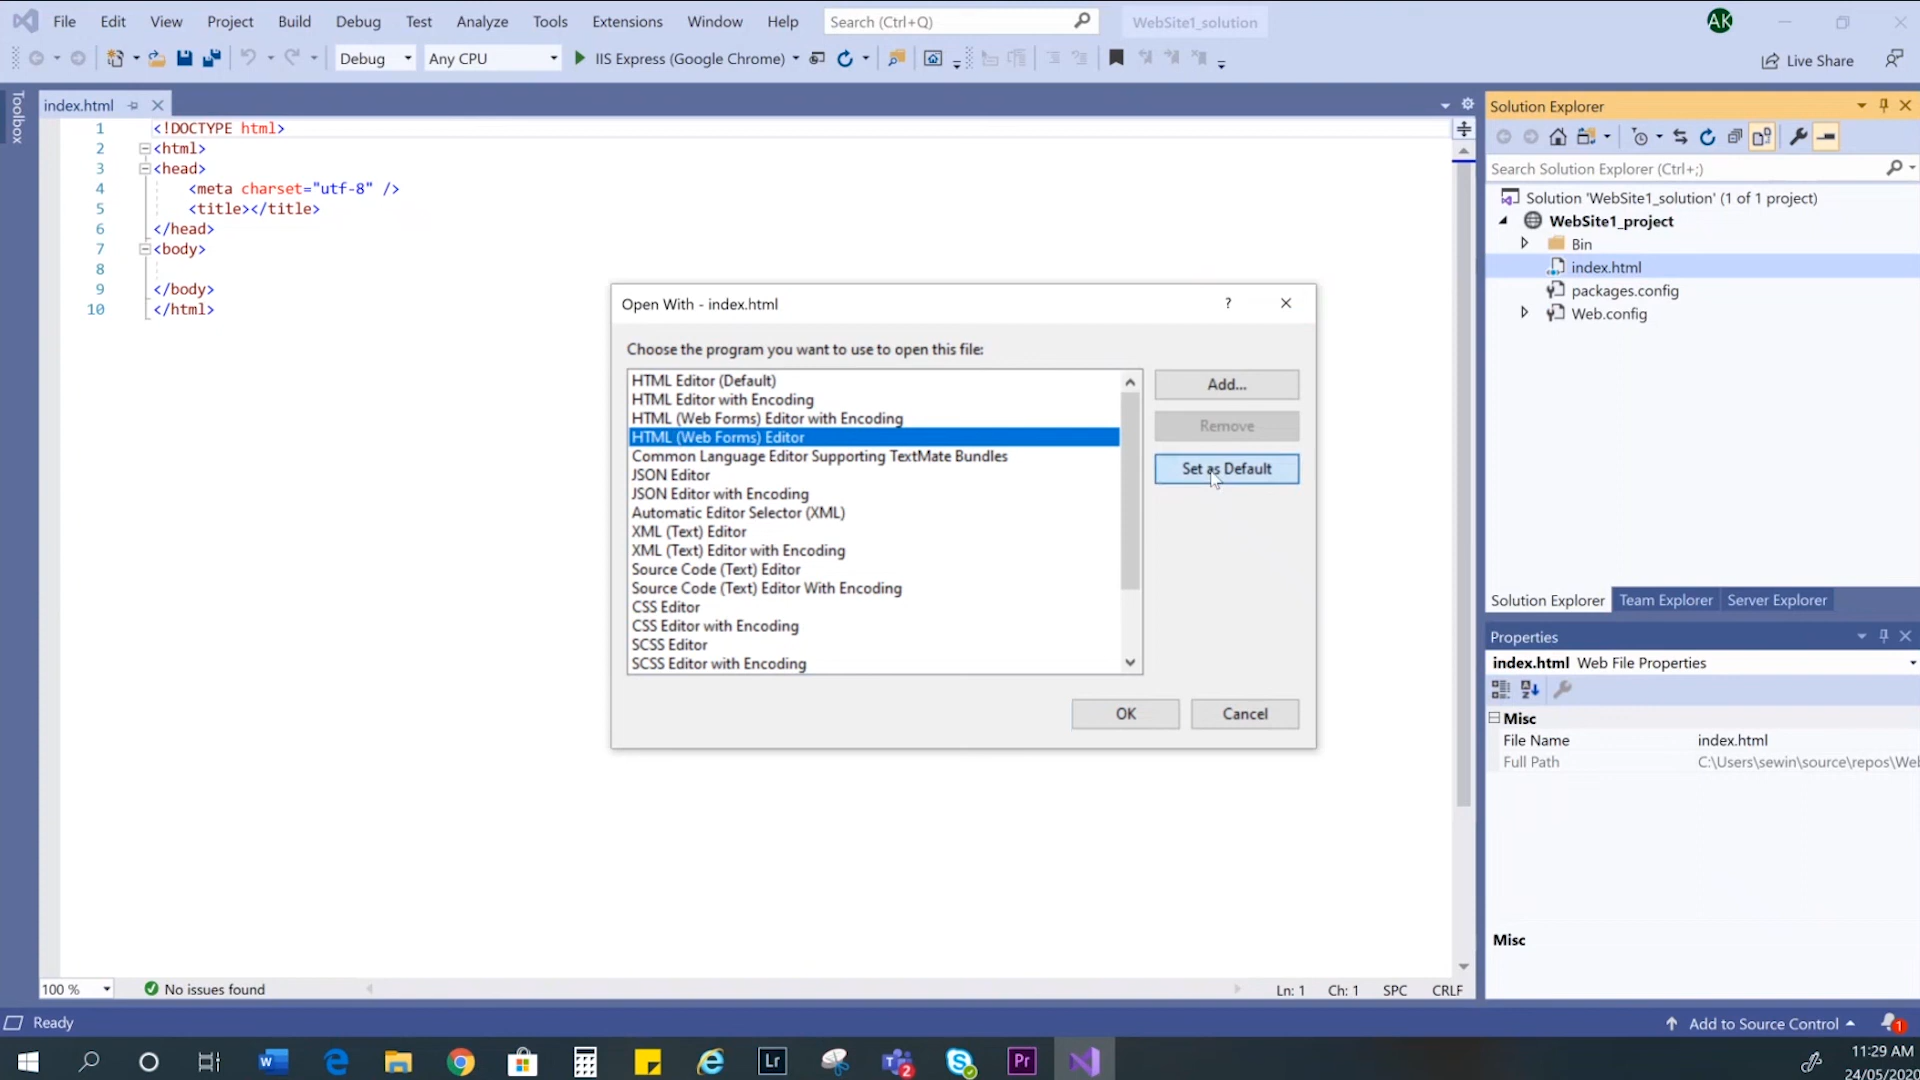 File Edit View Project Build Debug Test Analyze Tools Extensions Window Help Search (Ctrl+Q) WebSite1_solution AK
Debug Any CPU IIS Express (Google Chrome) Live Share
Toolbox
index.html
1 <!DOCTYPE html>
2 <html>
3 <head>
4 <meta charset="utf-8" />
5 <title></title>
6 </head>
7 <body>
8
9 </body>
10 </html>
Open With - index.html ?
Choose the program you want to use to open this file:
HTML Editor (Default)
HTML Editor with Encoding
HTML (Web Forms) Editor with Encoding
HTML (Web Forms) Editor
Common Language Editor Supporting TextMate Bundles
JSON Editor
JSON Editor with Encoding
Automatic Editor Selector (XML)
XML (Text) Editor
XML (Text) Editor with Encoding
Source Code (Text) Editor
Source Code (Text) Editor With Encoding
CSS Editor
CSS Editor with Encoding
SCSS Editor
SCSS Editor with Encoding
Add...
Remove
Set as Default
OK Cancel
Solution Explorer
Search Solution Explorer (Ctrl+;)
Solution 'WebSite1_solution' (1 of 1 project)
WebSite1_project
Bin
index.html
packages.config
Web.config
Solution Explorer Team Explorer Server Explorer
Properties
index.html Web File Properties
Misc
File Name index.html
Full Path C:\Users\sewin\source\repos\Web
Misc
100 % No issues found Ln: 1 Ch: 1 SPC CRLF
Ready Add to Source Control 1
W Lr 2 S Pr
11:29 AM
24/05/2020